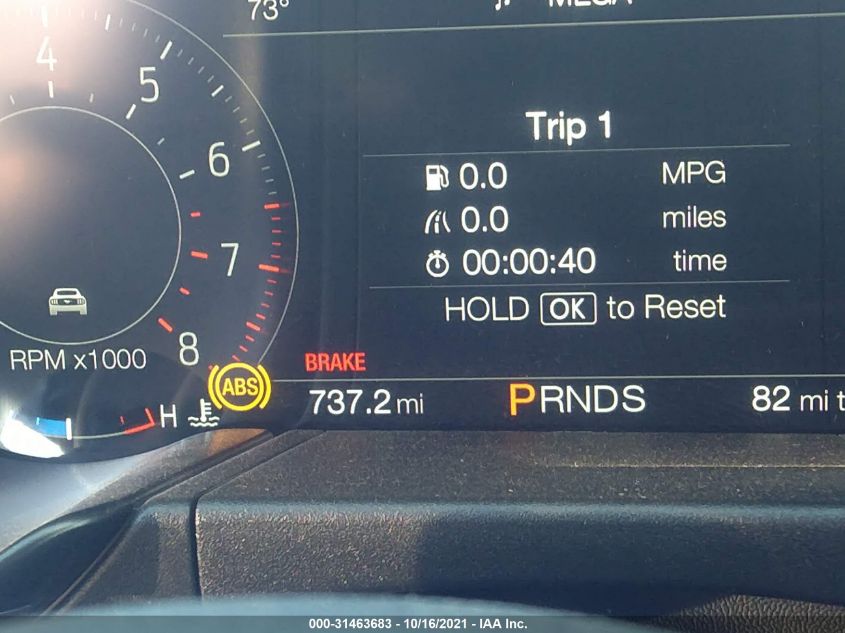 73°
MEGA
4
5
6
7
8
RPM x1000
Trip 1
0.0 MPG
0.0 miles
00:00:40 time
HOLD OK to Reset
BRAKE
ABS
H
737.2 mi
PRNDS
82 mi t
000-31463683 - 10/16/2021 - IAA Inc.